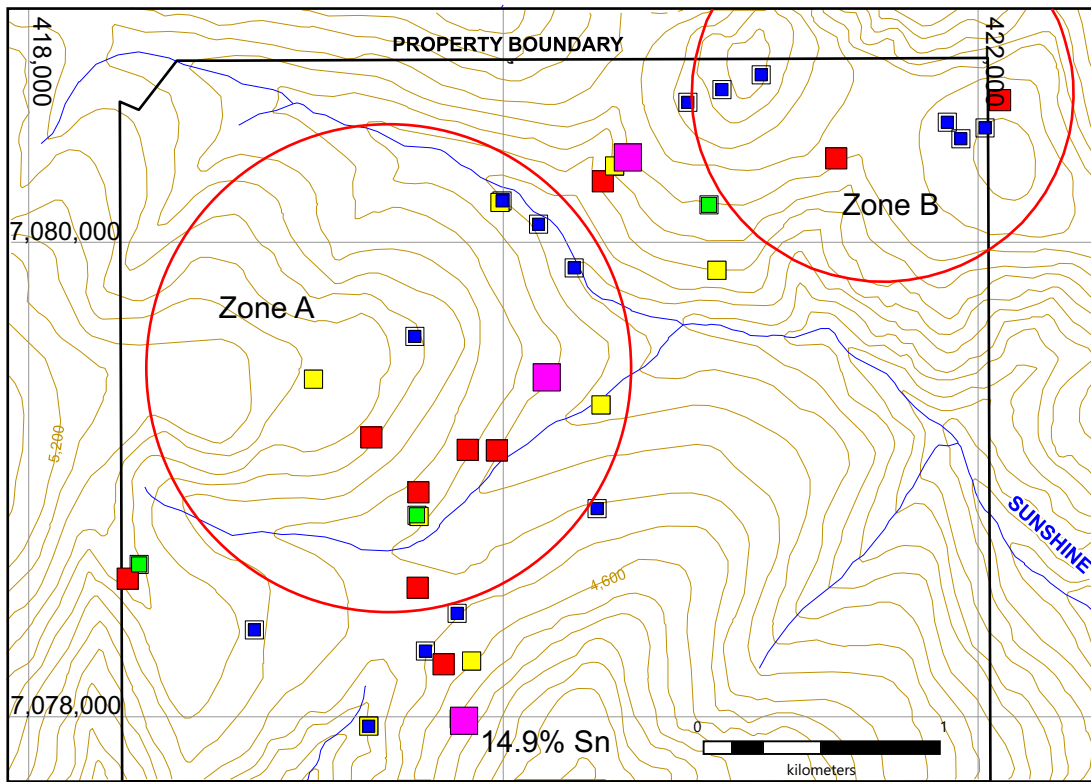 418,000
PROPERTY BOUNDARY
422,000
Zone B
7,080,000
Zone A
5,200
SUNSHINE
4,600
7,078,000
14.9% Sn
0
1
kilometers